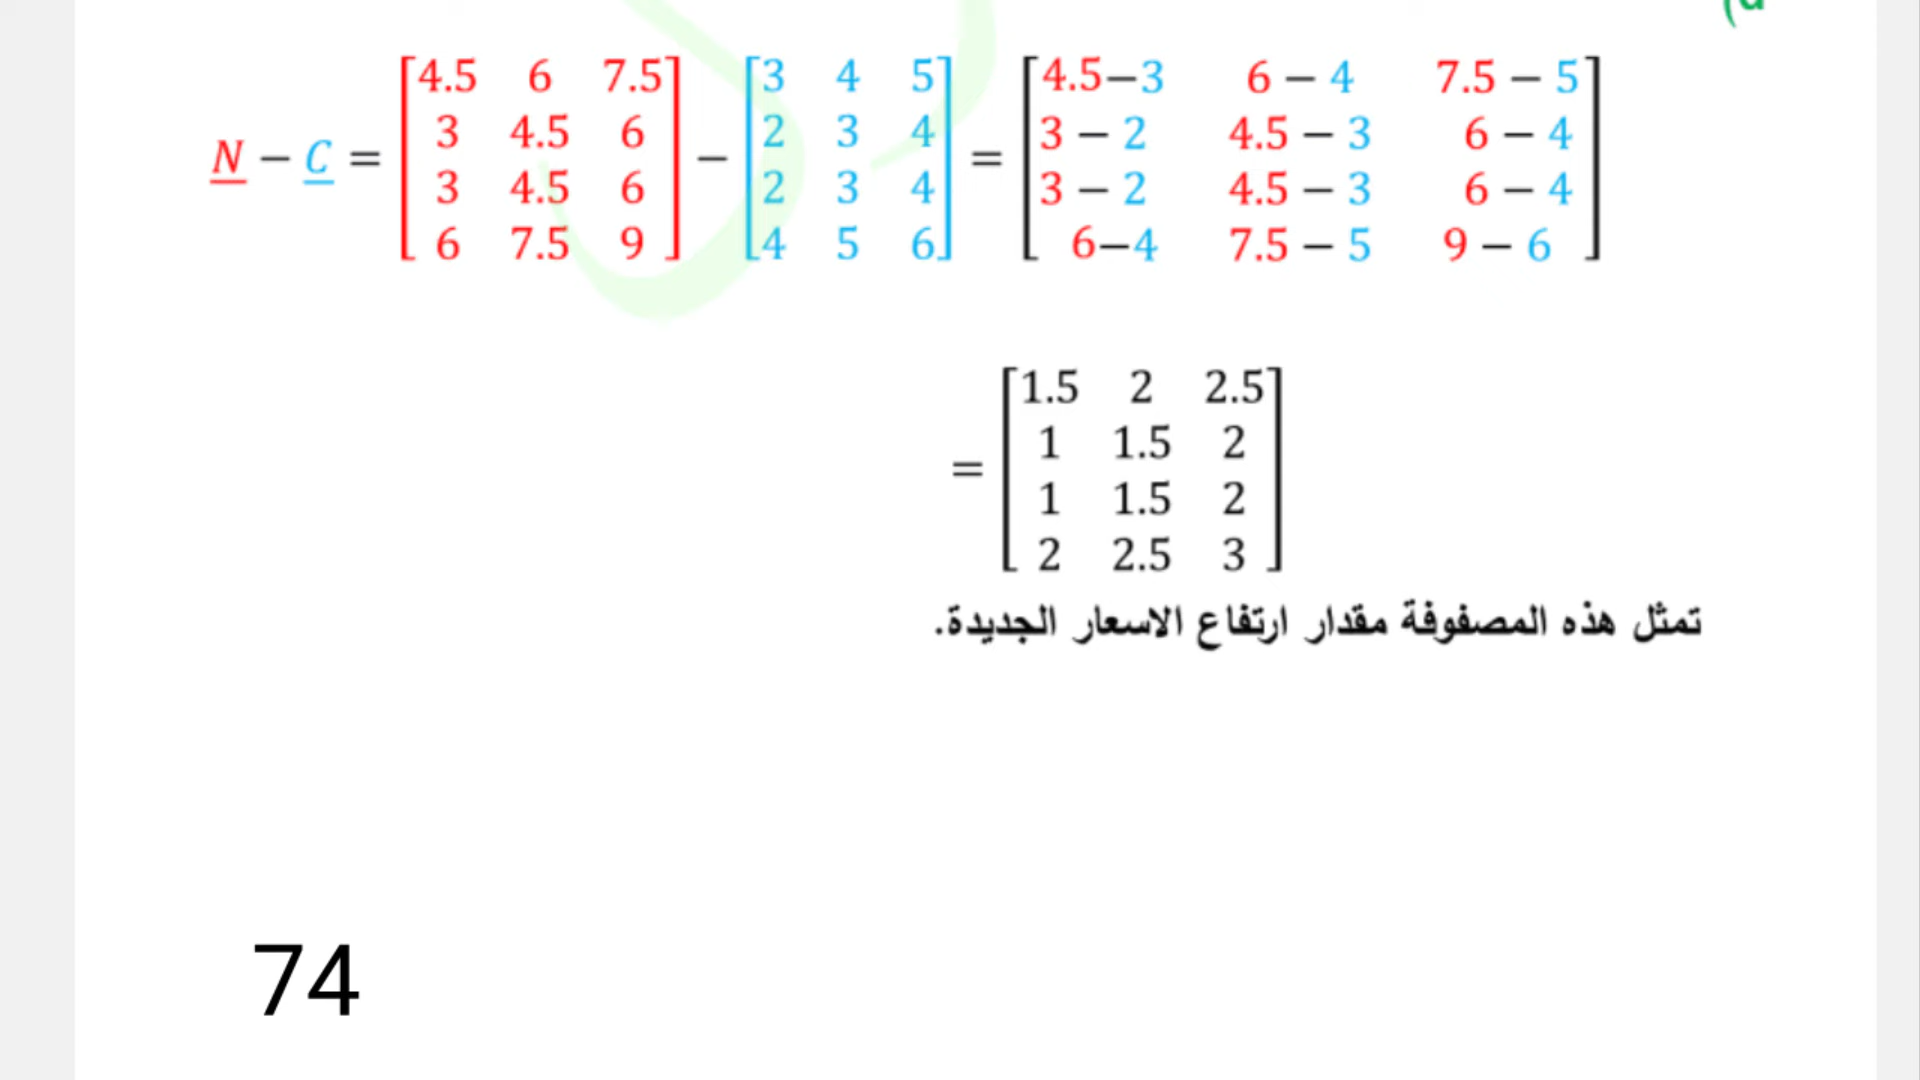 N − C = [4.5 6 7.5; 3 4.5 6; 3 4.5 6; 6 7.5 9] − [3 4 5; 2 3 4; 2 3 4; 4 5 6] = [4.5−3 6 − 4 7.5 − 5; 3 − 2 4.5 − 3 6 − 4; 3 − 2 4.5 − 3 6 − 4; 6−4 7.5 − 5 9 − 6]
= [1.5 2 2.5; 1 1.5 2; 1 1.5 2; 2 2.5 3]
تمثل هذه المصفوفة مقدار ارتفاع الاسعار الجديدة.
74